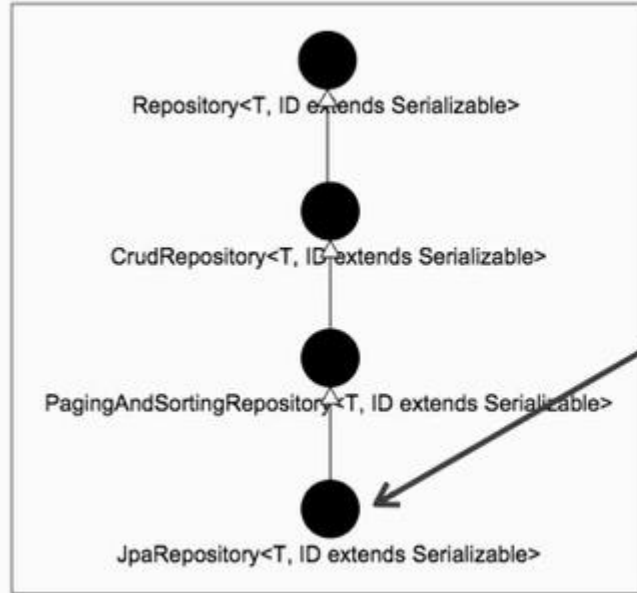 Repository<T, ID extends Serializable>
CrudRepository<T, ID extends Serializable>
PagingAndSortingRepository<T, ID extends Serializable>
JpaRepository<T, ID extends Serializable>